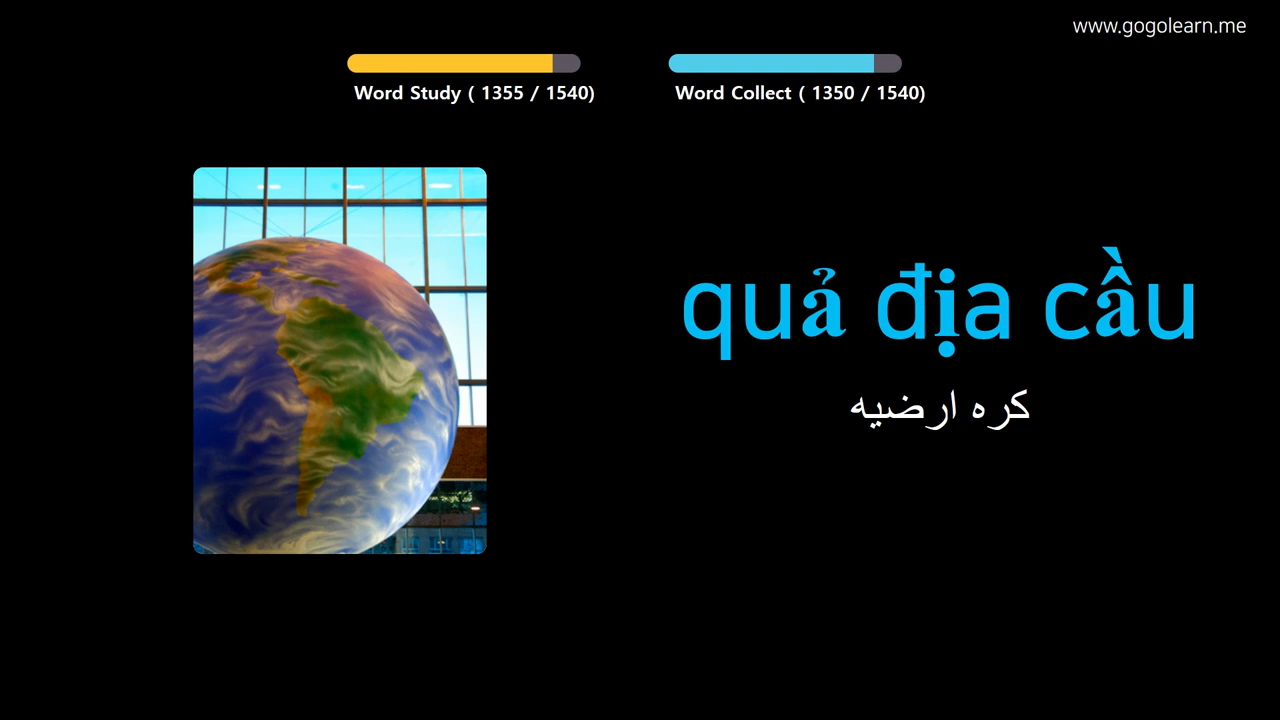 www.gogolearn.me
Word Study ( 1355 / 1540)
Word Collect ( 1350 / 1540)
quả địa cầu
کره ارضیه